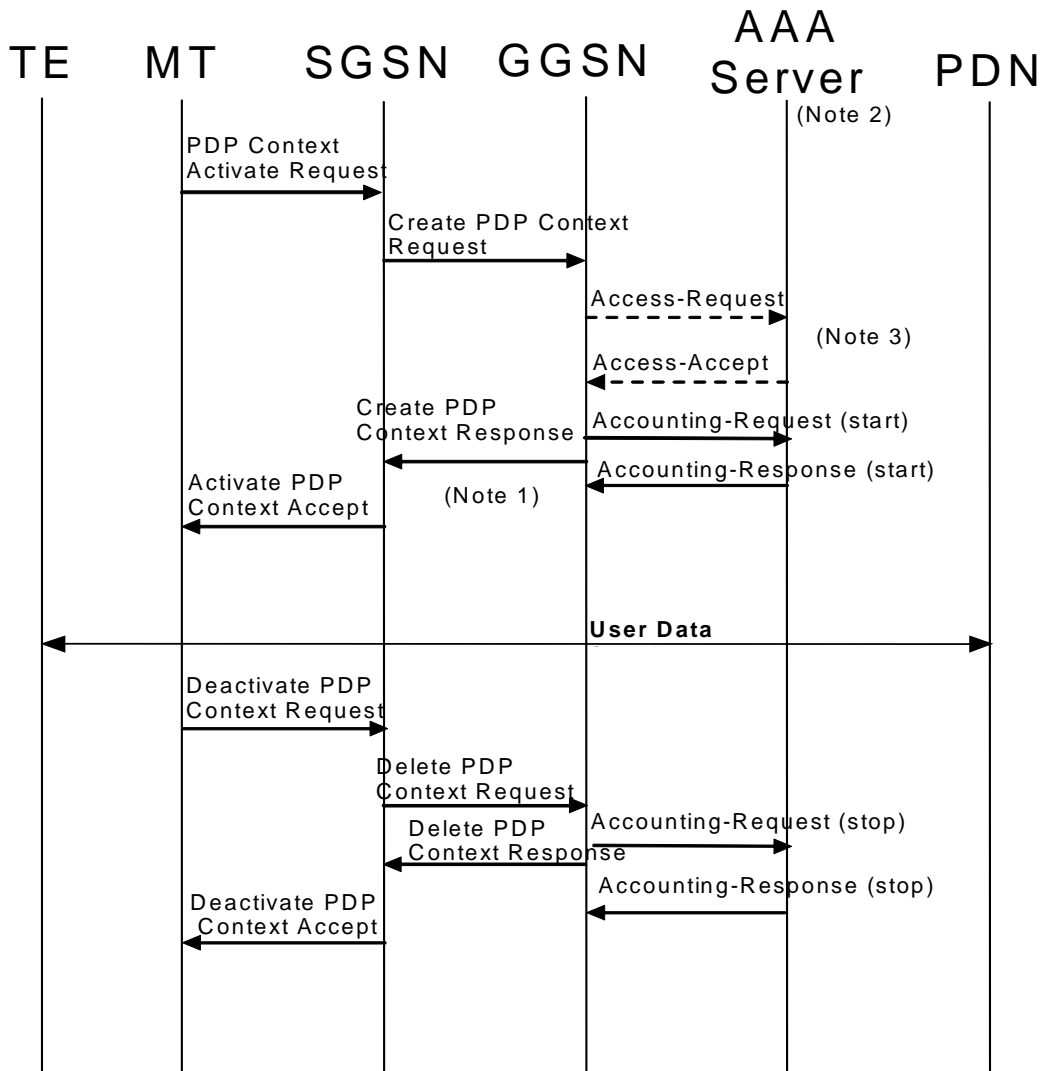 TE
MT
SGSN
GGSN
AAA
Server
PDN
(Note 2)
PDP Context
Activate Request
Create PDP Context
Request
Access-Request
(Note 3)
Access-Accept
Create PDP
Context Response
Accounting-Request (start)
Accounting-Response (start)
(Note 1)
Activate PDP
Context Accept
User Data
Deactivate PDP
Context Request
Delete PDP
Context Request
Accounting-Request (stop)
Delete PDP
Context Response
Accounting-Response (stop)
Deactivate PDP
Context Accept